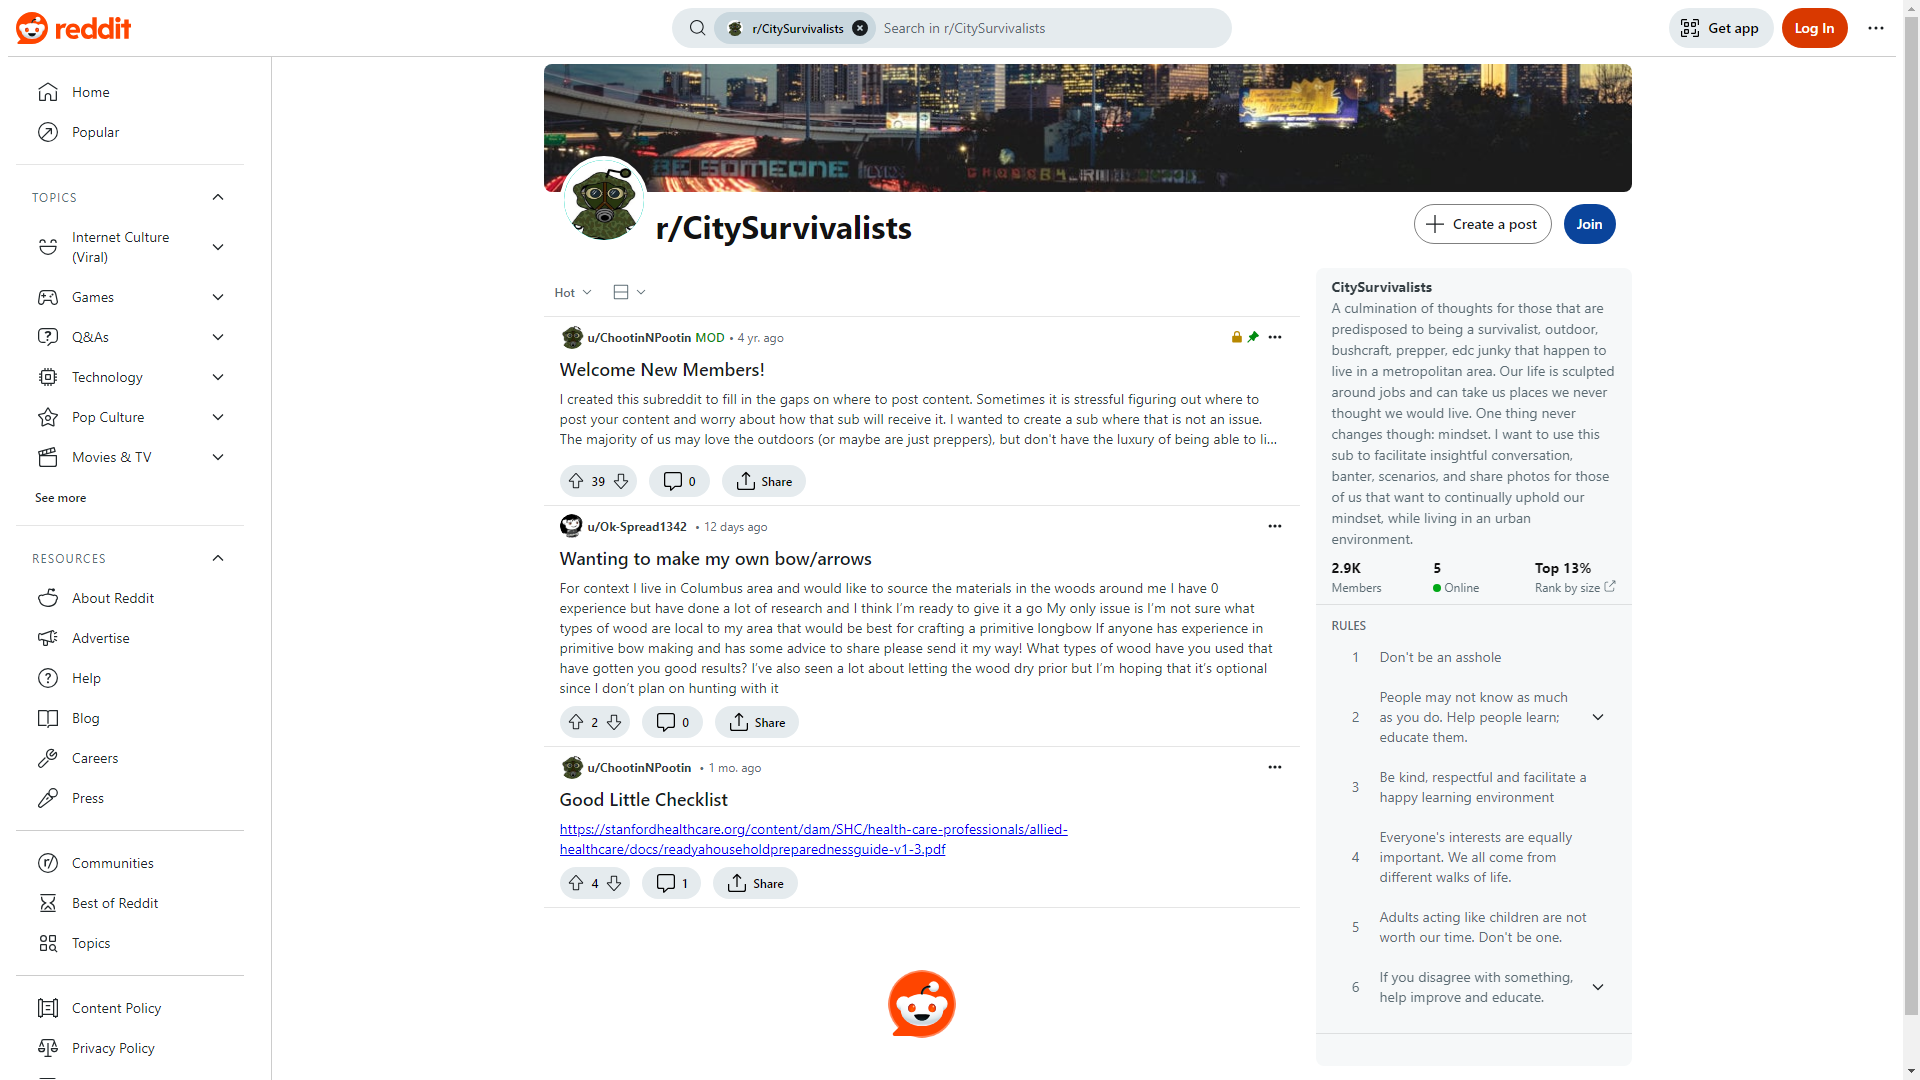 reddit
r/CitySurvivalists
Search in r/CitySurvivalists
Get app
Log In
Home
Popular
TOPICS
Internet Culture
(Viral)
Games
Q&As
Technology
Pop Culture
Movies & TV
See more
RESOURCES
About Reddit
Advertise
Help
Blog
Careers
Press
Communities
Best of Reddit
Topics
Content Policy
Privacy Policy
BE SOMEONE
r/CitySurvivalists
Create a post
Join
Hot
u/ChootinNPootin MOD • 4 yr. ago
Welcome New Members!
I created this subreddit to fill in the gaps on where to post content. Sometimes it is stressful figuring out where to
post your content and worry about how that sub will receive it. I wanted to create a sub where that is not an issue.
The majority of us may love the outdoors (or maybe are just preppers), but don't have the luxury of being able to li...
39
0
Share
u/Ok-Spread1342 • 12 days ago
Wanting to make my own bow/arrows
For context I live in Columbus area and would like to source the materials in the woods around me I have 0
experience but have done a lot of research and I think I’m ready to give it a go My only issue is I’m not sure what
types of wood are local to my area that would be best for crafting a primitive longbow If anyone has experience in
primitive bow making and has some advice to share please send it my way! What types of wood have you used that
have gotten you good results? I’ve also seen a lot about letting the wood dry prior but I’m hoping that it’s optional
since I don’t plan on hunting with it
2
0
Share
u/ChootinNPootin • 1 mo. ago
Good Little Checklist
https://stanfordhealthcare.org/content/dam/SHC/health-care-professionals/allied-
healthcare/docs/readyahouseholdpreparednessguide-v1-3.pdf
4
1
Share
CitySurvivalists
A culmination of thoughts for those that are
predisposed to being a survivalist, outdoor,
bushcraft, prepper, edc junky that happen to
live in a metropolitan area. Our life is sculpted
around jobs and can take us places we never
thought we would live. One thing never
changes though: mindset. I want to use this
sub to facilitate insightful conversation,
banter, scenarios, and share photos for those
of us that want to continually uphold our
mindset, while living in an urban
environment.
2.9K
Members
5
Online
Top 13%
Rank by size
RULES
1 Don't be an asshole
2 People may not know as much
as you do. Help people learn;
educate them.
3 Be kind, respectful and facilitate a
happy learning environment
4 Everyone's interests are equally
important. We all come from
different walks of life.
5 Adults acting like children are not
worth our time. Don't be one.
6 If you disagree with something,
help improve and educate.